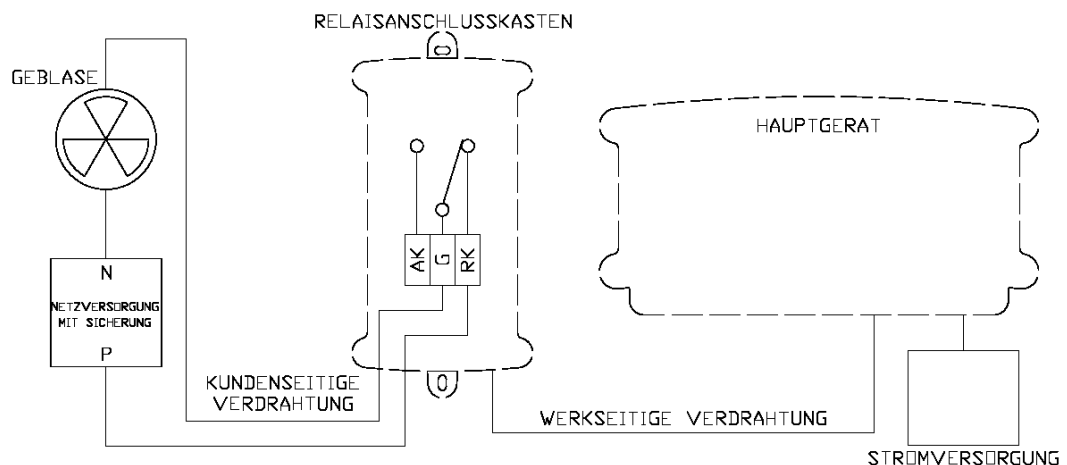 RELAISANSCHLUSSKASTEN
GEBLASE
HAUPTGERAT
AK G RK
N
NETZVERSORGUNG
MIT SICHERUNG
P
KUNDENSEITIGE
VERDRAHTUNG
WERKSEITIGE VERDRAHTUNG
STROMVERSORGUNG